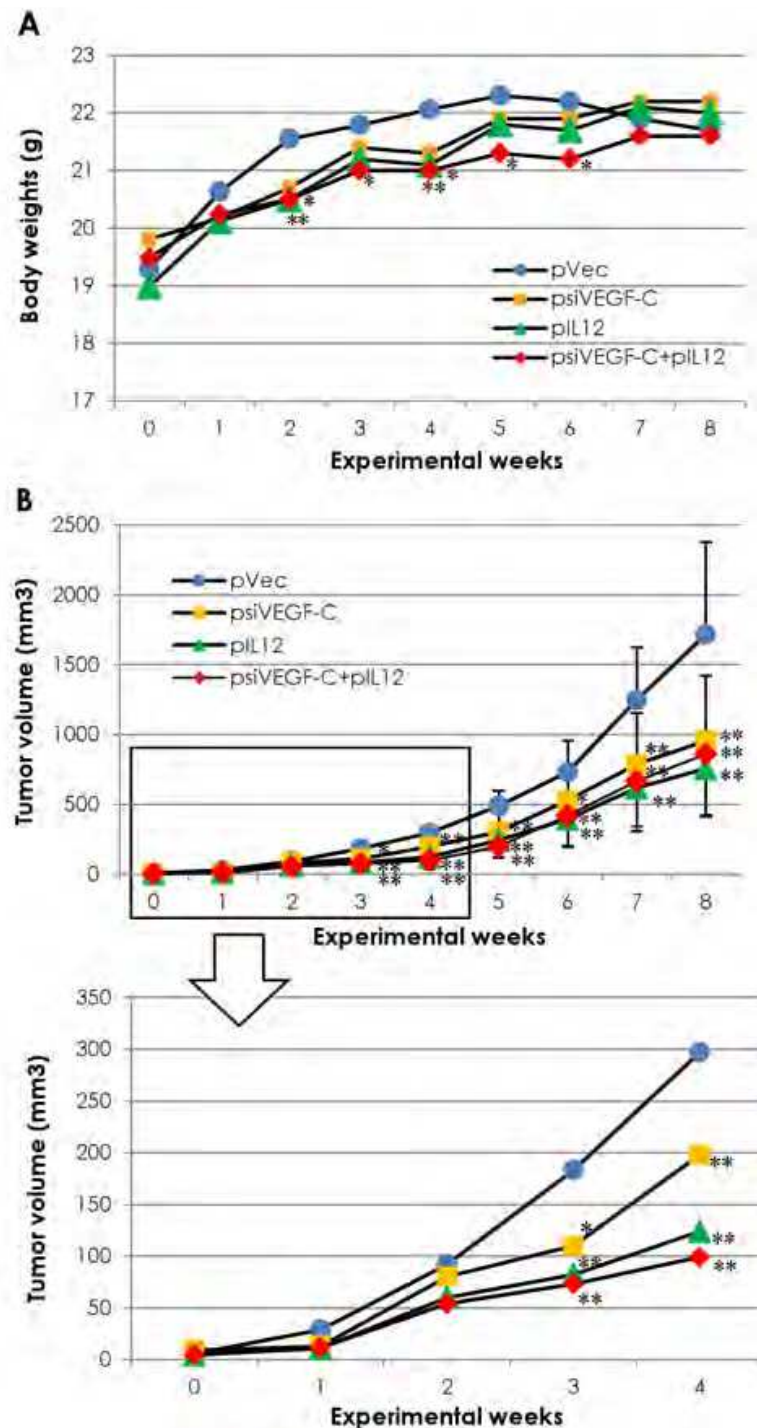 A
23
22
21
20
19
18
17
Body weights (g)
* ** * * ** * *
pVec
psiVEGF-C
pIL12
psiVEGF-C+pIL12
0 1 2 3 4 5 6 7 8
Experimental weeks
B
2500
2000
1500
1000
500
0
Tumor volume (mm3)
pVec
psiVEGF-C
pIL12
psiVEGF-C+pIL12
* ** ** ** ** ** ** ** ** * ** ** ** ** ** ** ** **
0 1 2 3 4 5 6 7 8
Experimental weeks
350
300
250
200
150
100
50
0
Tumor volume (mm3)
* ** ** ** ** **
0 1 2 3 4
Experimental weeks